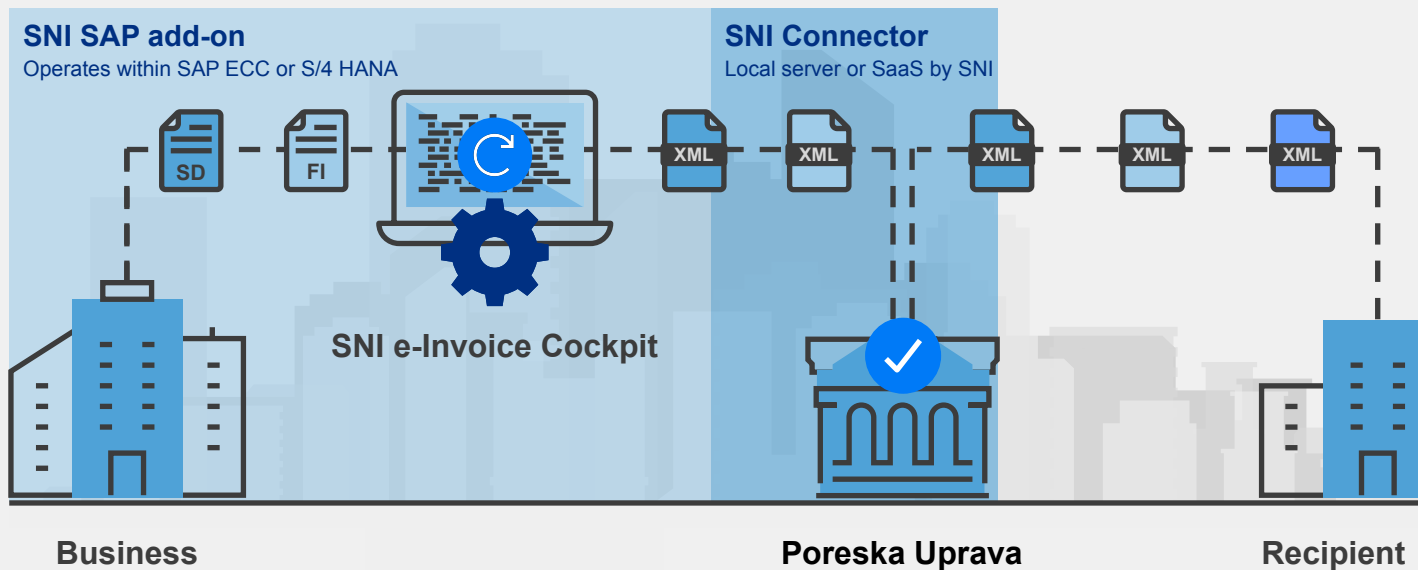 SNI SAP add-on
Operates within SAP ECC or S/4 HANA
SNI Connector
Local server or SaaS by SNI
SD
FI
XML
XML
XML
XML
XML
SNI e-Invoice Cockpit
Business
Poreska Uprava
Recipient